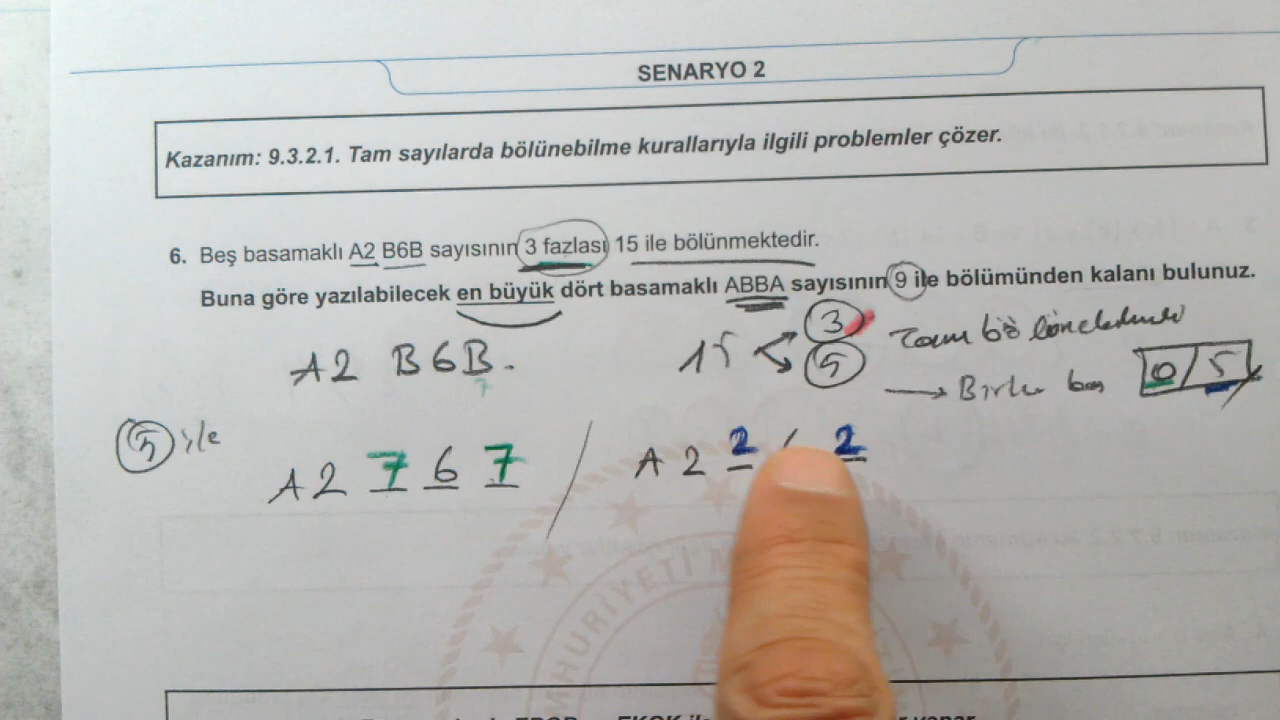 SENARYO 2
Kazanım: 9.3.2.1. Tam sayılarda bölünebilme kurallarıyla ilgili problemler çözer.
6. Beş basamaklı A2 B6B sayısının 3 fazlası 15 ile bölünmektedir.
Buna göre yazılabilecek en büyük dört basamaklı ABBA sayısının 9 ile bölümünden kalanı bulunuz.
A2 B6B.
7
15 3
5
Tam
→ Birler bas 0/5
5 ile
A2 7 6 7 / A2 2 2